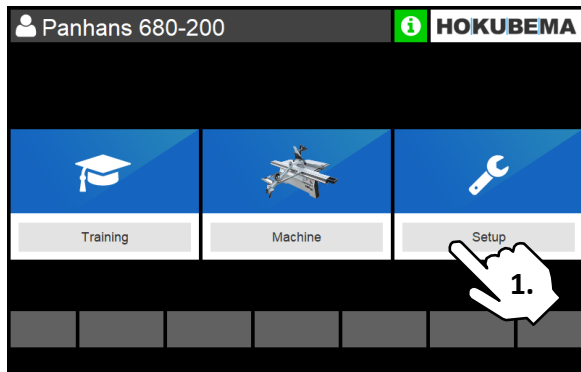 Panhans 680-200
i HOKUBEMA
Training
Machine
Setup
1.